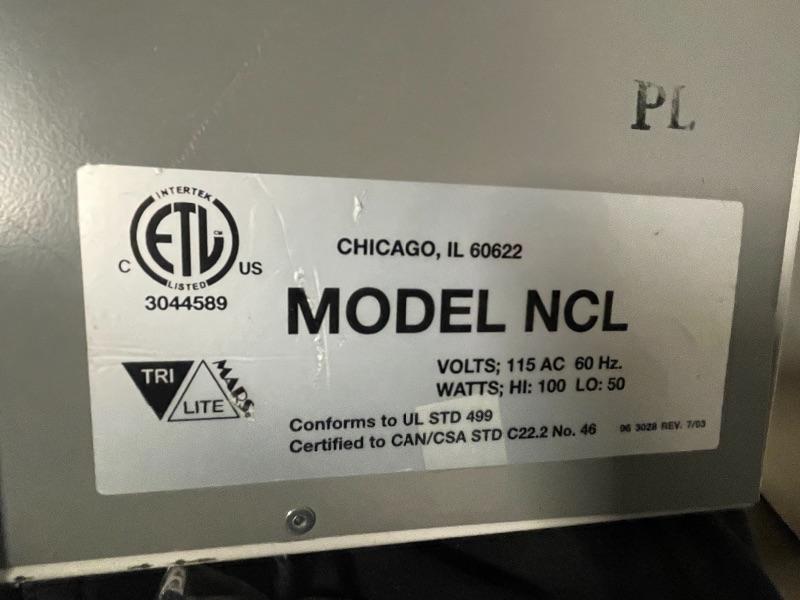 PL
INTERTEK
ETL CM
C US
LISTED
3044589
CHICAGO, IL 60622
MODEL NCL
VOLTS; 115 AC 60 Hz.
WATTS; HI: 100 LO: 50
TRI
LITE
MARS
Conforms to UL STD 499
Certified to CAN/CSA STD C22.2 No. 46
96 3028 REV. 7/03